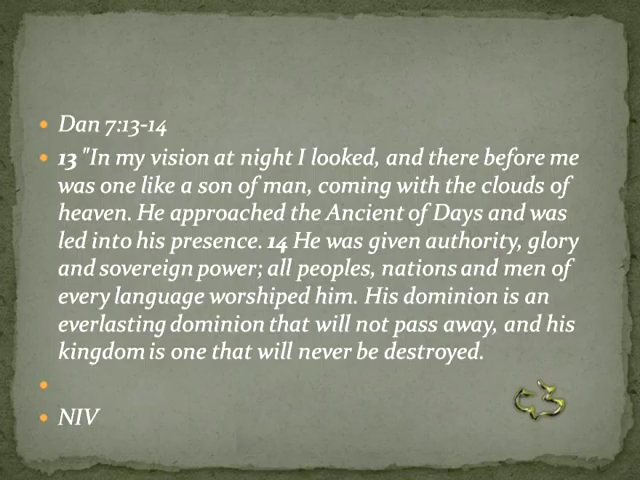 Dan 7:13-14
13 "In my vision at night I looked, and there before me
was one like a son of man, coming with the clouds of
heaven. He approached the Ancient of Days and was
led into his presence. 14 He was given authority, glory
and sovereign power; all peoples, nations and men of
every language worshiped him. His dominion is an
everlasting dominion that will not pass away, and his
kingdom is one that will never be destroyed.
NIV